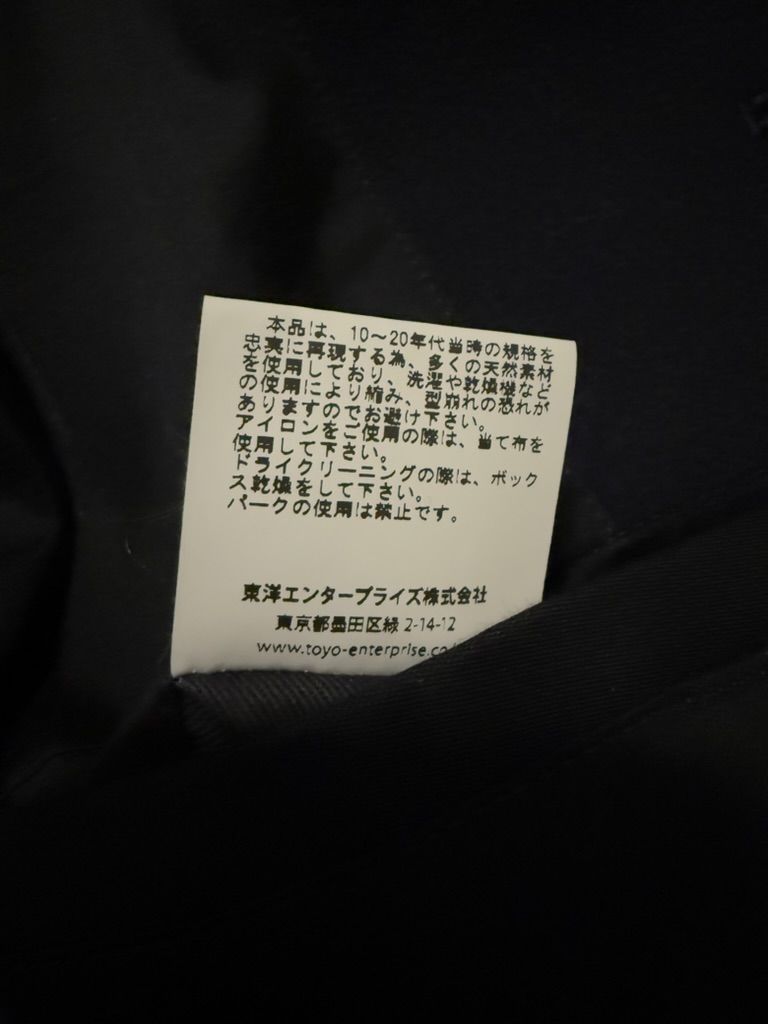 本品は、10〜20年代当時の規格を
忠実に再現する為、多くの天然素材
を使用しており、洗濯や乾燥機など
の使用により縮み、型崩れの恐れが
ありますのでお避け下さい。
アイロンをご使用の際は、当て布を
使用して下さい。
ドライクリーニングの際は、ボック
ス乾燥をして下さい。
パークの使用は禁止です。
東洋エンタープライズ株式会社
東京都墨田区緑 2-14-12
www.toyo-enterprise.co